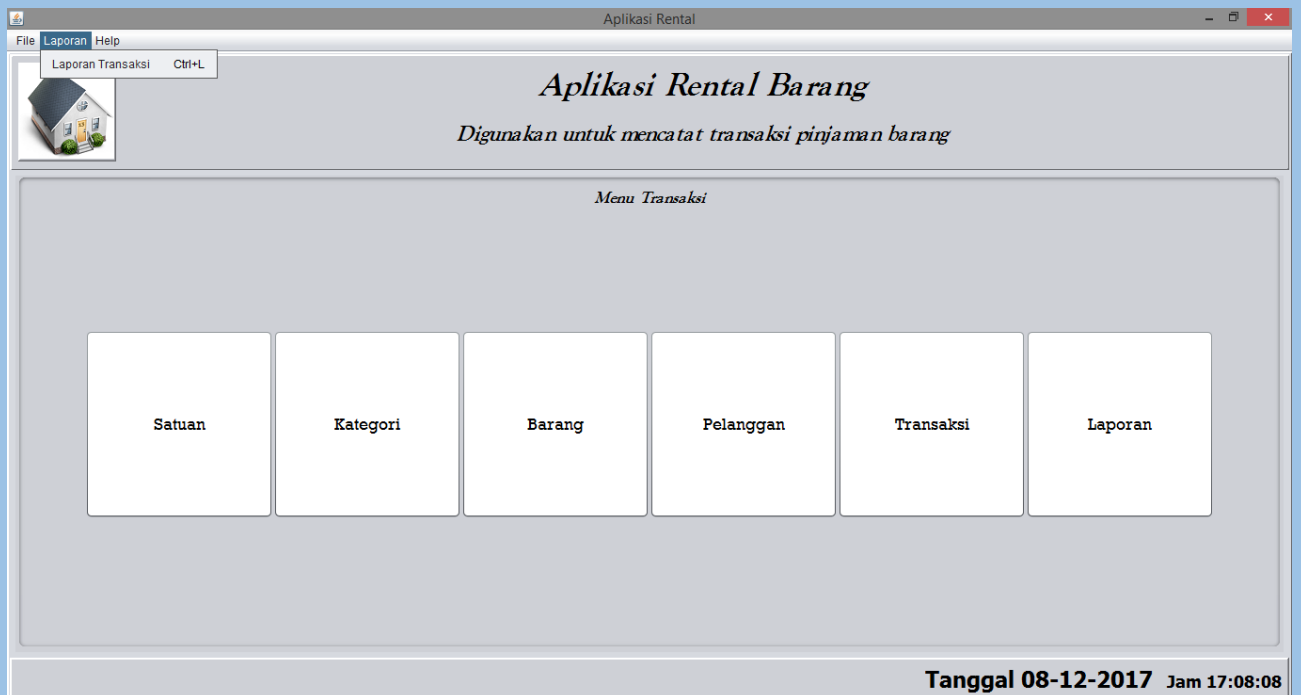 Aplikasi Rental
File Laporan Help
Laporan Transaksi Ctrl+L
Aplikasi Rental Barang
Digunakan untuk mencatat transaksi pinjaman barang
Menu Transaksi
Satuan Kategori Barang Pelanggan Transaksi Laporan
Tanggal 08-12-2017 Jam 17:08:08